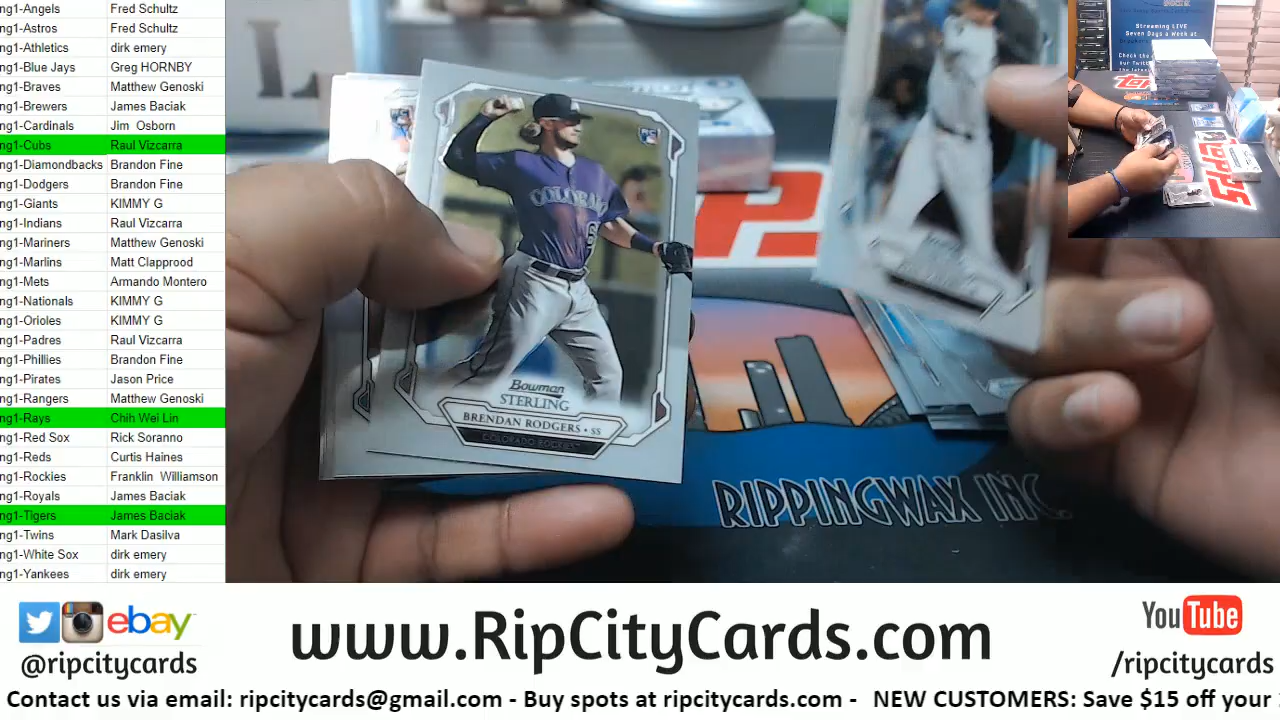 ng1-Angels Fred Schultz
ng1-Astros Fred Schultz
ng1-Athletics dirk emery
ng1-Blue Jays Greg HORNBY
ng1-Braves Matthew Genoski
ng1-Brewers James Baciak
ng1-Cardinals Jim Osborn
ng1-Cubs Raul Vizcarra
ng1-Diamondbacks Brandon Fine
ng1-Dodgers Brandon Fine
ng1-Giants KIMMY G
ng1-Indians Raul Vizcarra
ng1-Mariners Matthew Genoski
ng1-Marlins Matt Clapprood
ng1-Mets Armando Montero
ng1-Nationals KIMMY G
ng1-Orioles KIMMY G
ng1-Padres Raul Vizcarra
ng1-Phillies Brandon Fine
ng1-Pirates Jason Price
ng1-Rangers Matthew Genoski
ng1-Rays Chih Wei Lin
ng1-Red Sox Rick Soranno
ng1-Reds Curtis Haines
ng1-Rockies Franklin Williamson
ng1-Royals James Baciak
ng1-Tigers James Baciak
ng1-Twins Mark Dasilva
ng1-White Sox dirk emery
ng1-Yankees dirk emery
RC
COLORADO
Bowman
STERLING
BRENDAN RODGERS • SS
COLORADO ROCKIES
RIPPINGWAX INC.
Streaming LIVE
Seven Days a Week at
TOPPS
ebay
@ripcitycards
www.RipCityCards.com
YouTube
/ripcitycards
Contact us via email: ripcitycards@gmail.com - Buy spots at ripcitycards.com - NEW CUSTOMERS: Save $15 off your